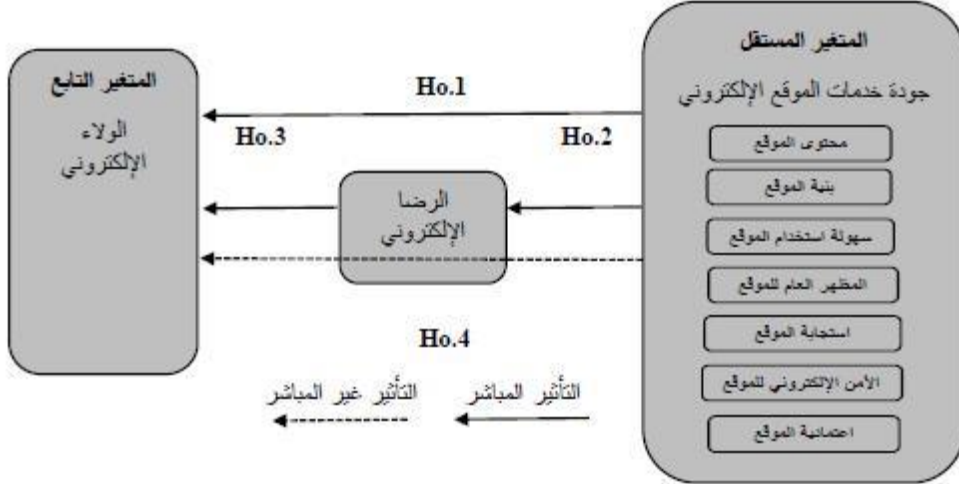 المتغير المستقل
جودة خدمات الموقع الإلكتروني
محتوى الموقع
بنية الموقع
سهولة استخدام الموقع
المظهر العام للموقع
استجابة الموقع
الأمن الإلكتروني للموقع
اعتمادية الموقع
Ho.1
Ho.2
Ho.3
الرضا
الإلكتروني
المتغير التابع
الولاء
الإلكتروني
Ho.4
التأثير المباشر
التأثير غير المباشر